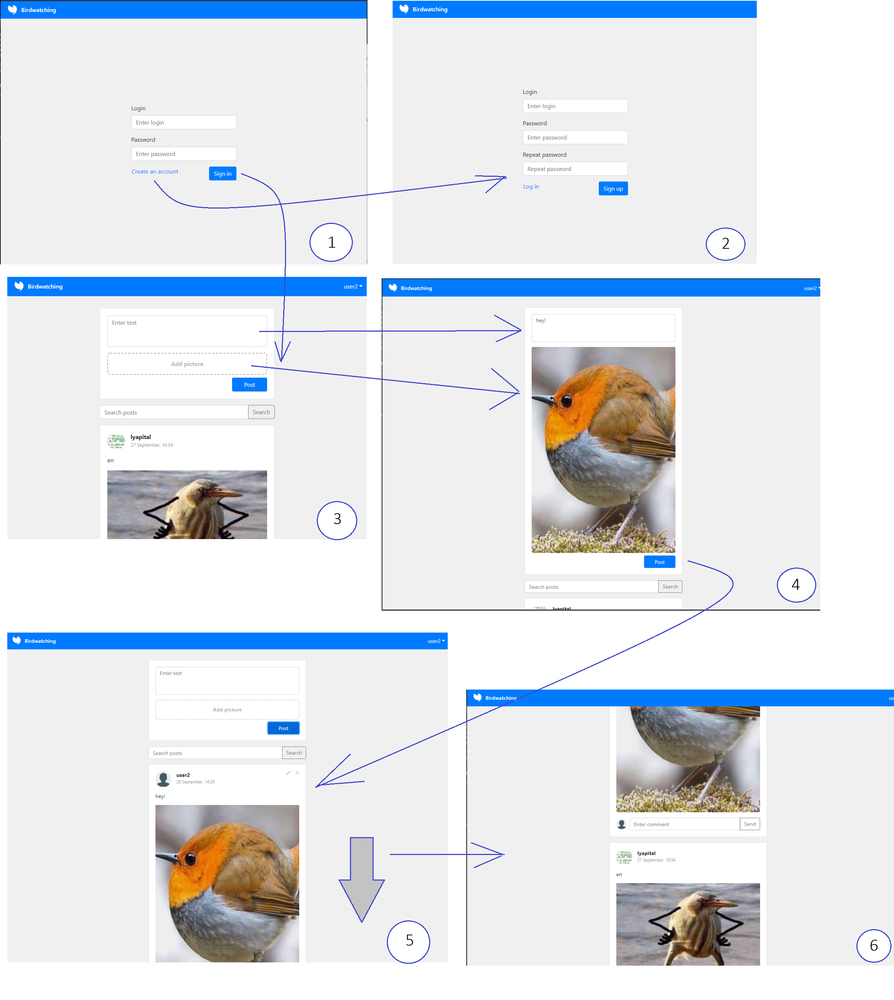 Birdwatching
Login
Enter login
Password
Enter password
Create an account
Sign in
1
Birdwatching
Login
Enter login
Password
Enter password
Repeat password
Repeat password
Log in
Sign up
2
Birdwatching
user2
Enter text
Add picture
Post
Search posts
Search
lyapital
27 September, 16:54
еп
3
Birdwatching
user2
hey!
Post
Search posts
Search
lyapital
4
Birdwatching
user2
Enter text
Add picture
Post
Search posts
Search
user2
28 September, 14:29
hey!
5
Birdwatching
us
Enter comment
Send
lyapital
27 September, 16:54
еп
6